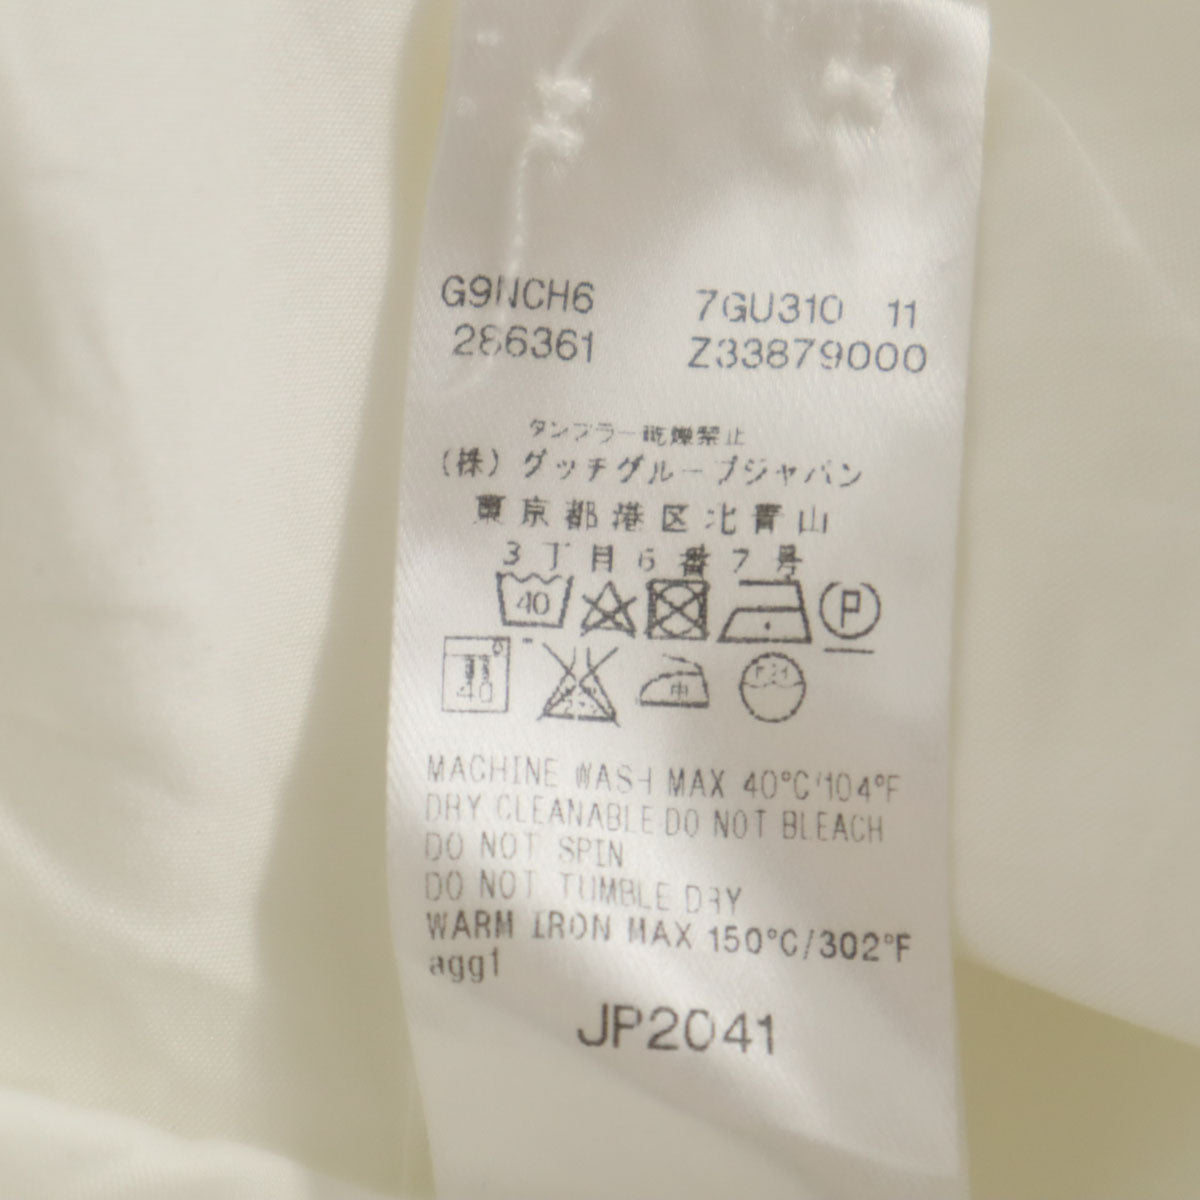 G9NCH6 7GU310 11
286361 Z33879000
タンブラー乾燥禁止
(株)グッチグループジャパン
東京都港区北青山
3丁目6番7号
40 P
40 中
MACHINE WASH MAX 40°C/104°F
DRY CLEANABLE DO NOT BLEACH
DO NOT SPIN
DO NOT TUMBLE DRY
WARM IRON MAX 150°C/302°F
agg1
JP2041